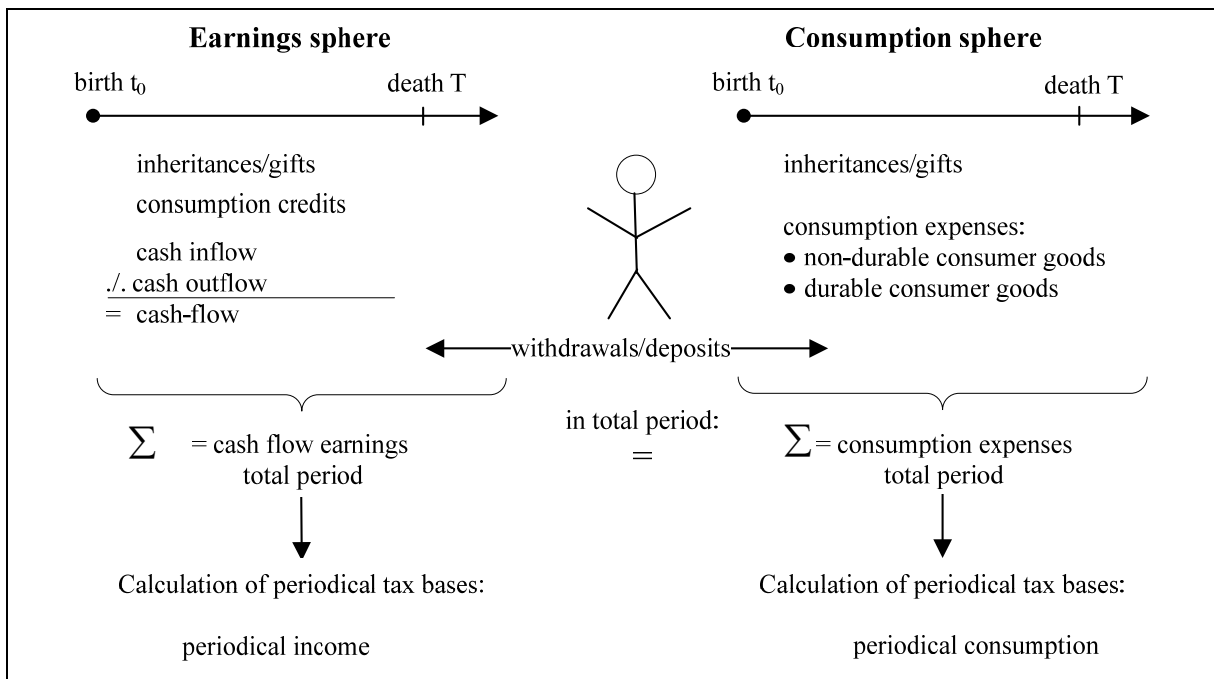 Earnings sphere
birth t₀
death T
inheritances/gifts
consumption credits
cash inflow
./. cash outflow
= cash-flow
Σ = cash flow earnings
total period
Calculation of periodical tax bases:
periodical income
withdrawals/deposits
in total period:
=
Consumption sphere
birth t₀
death T
inheritances/gifts
consumption expenses:
● non-durable consumer goods
● durable consumer goods
Σ = consumption expenses
total period
Calculation of periodical tax bases:
periodical consumption